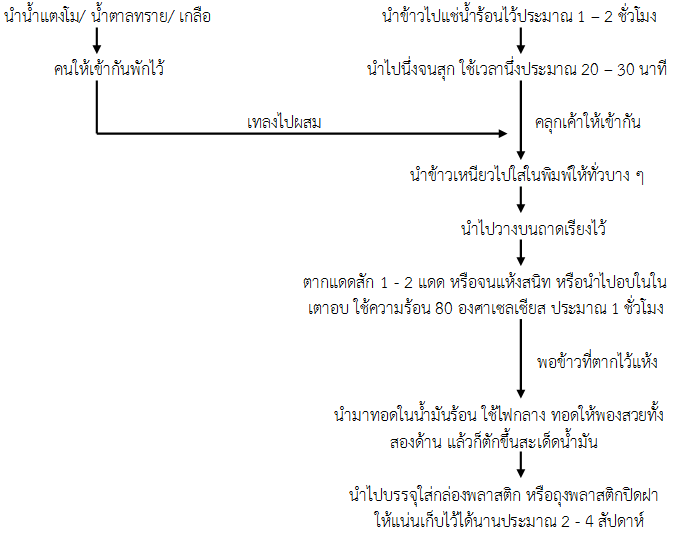 นำน้ำแตงโม/ น้ำตาลทราย/ เกลือ
คนให้เข้ากันพักไว้
เทลงไปผสม
นำข้าวไปแช่น้ำร้อนไว้ประมาณ 1 – 2 ชั่วโมง
นำไปนึ่งจนสุก ใช้เวลานึ่งประมาณ 20 – 30 นาที
คลุกเค้าให้เข้ากัน
นำข้าวเหนียวไปใส่ในพิมพ์ให้ทั่วบาง ๆ
นำไปวางบนถาดเรียงไว้
ตากแดดสัก 1 - 2 แดด หรือจนแห้งสนิท หรือนำไปอบในใน
เตาอบ ใช้ความร้อน 80 องศาเซลเซียส ประมาณ 1 ชั่วโมง
พอข้าวที่ตากไว้แห้ง
นำมาทอดในน้ำมันร้อน ใช้ไฟกลาง ทอดให้พองสวยทั้ง
สองด้าน แล้วก็ตักขึ้นสะเด็ดน้ำมัน
นำไปบรรจุใส่กล่องพลาสติก หรือถุงพลาสติกปิดฝา
ให้แน่นเก็บไว้ได้นานประมาณ 2 - 4 สัปดาห์